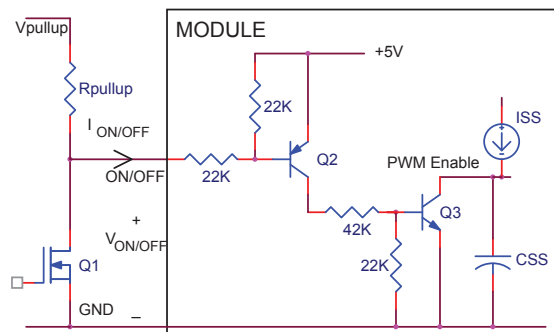 Vpullup
MODULE
+5V
Rpullup
22K
ISS
I ON/OFF
Q2
PWM Enable
ON/OFF
22K
Q3
+
42K
V ON/OFF
Q1
22K
CSS
GND
_